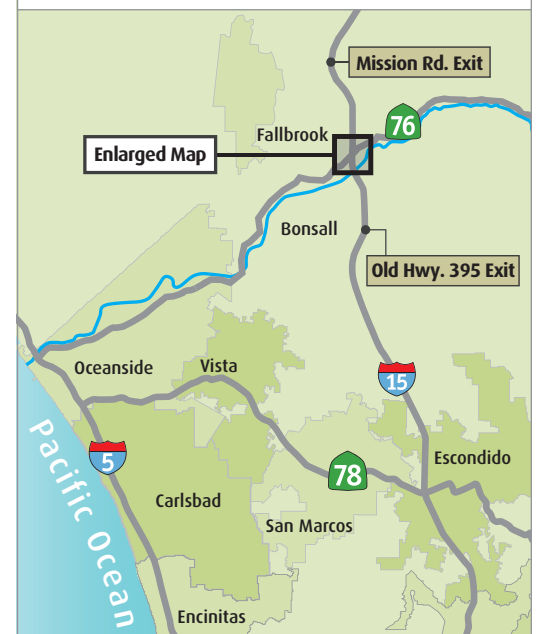 Mission Rd. Exit
76
Fallbrook
Enlarged Map
Bonsall
Old Hwy. 395 Exit
Oceanside
Vista
15
5
Escondido
78
Carlsbad
San Marcos
Pacific Ocean
Encinitas